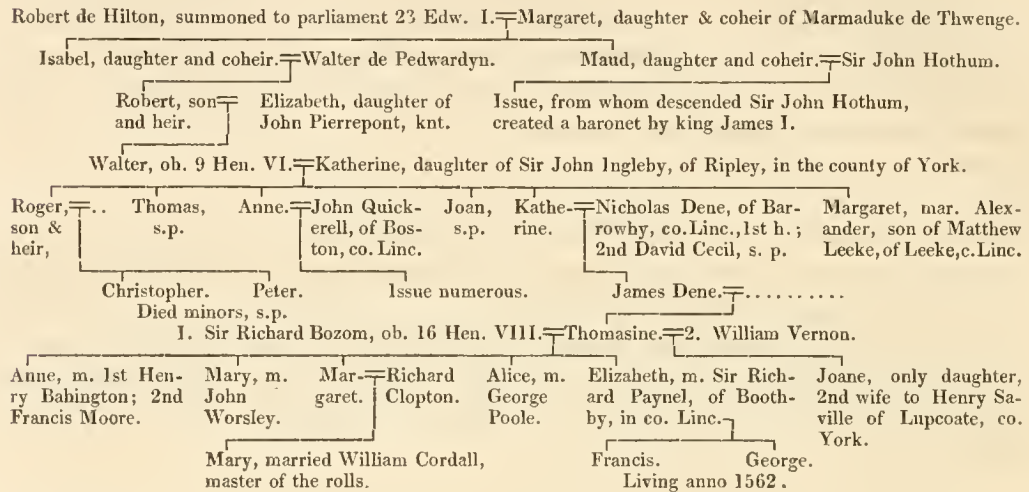 Robert de Hilton, summoned to parliament 23 Edw. I.=Margaret, daughter & coheir of Marmaduke de Thwenge.
Isabel, daughter and coheir.=Walter de Pedwardyn. Maud, daughter and coheir.=Sir John Hothum.
Robert, son= Elizabeth, daughter of Issue, from whom descended Sir John Hothum,
and heir. John Pierrepont, knt. created a baronet by king James I.
Walter, ob. 9 Hen. VI.=Katherine, daughter of Sir John Ingleby, of Ripley, in the county of York.
Roger,=.. Thomas, Anne.=John Quick- Joan, Kathe-=Nicholas Dene, of Bar- Margaret, mar. Alex-
son & s.p. erell, of Bos- s.p. rine. rowby, co. Linc., 1st h.; ander, son of Matthew
heir, ton, co. Linc. 2nd David Cecil, s. p. Leeke, of Leeke, c. Linc.
Christopher. Peter. Issue numerous. James Dene.=..........
Died minors, s.p.
I. Sir Richard Bozom, ob. 16 Hen. VIII.=Thomasine.=2. William Vernon.
Anne, m. 1st Hen- Mary, m. Mar-=Richard Alice, m. Elizabeth, m. Sir Rich- Joane, only daughter,
ry Bahington; 2nd John garet. Clopton. George ard Paynel, of Booth- 2nd wife to Henry Sa-
Francis Moore. Worsley. Poole. by, in co. Linc. ville of Lupcoate, co.
York.
Mary, married William Cordall, Francis. George.
master of the rolls. Living anno 1562.